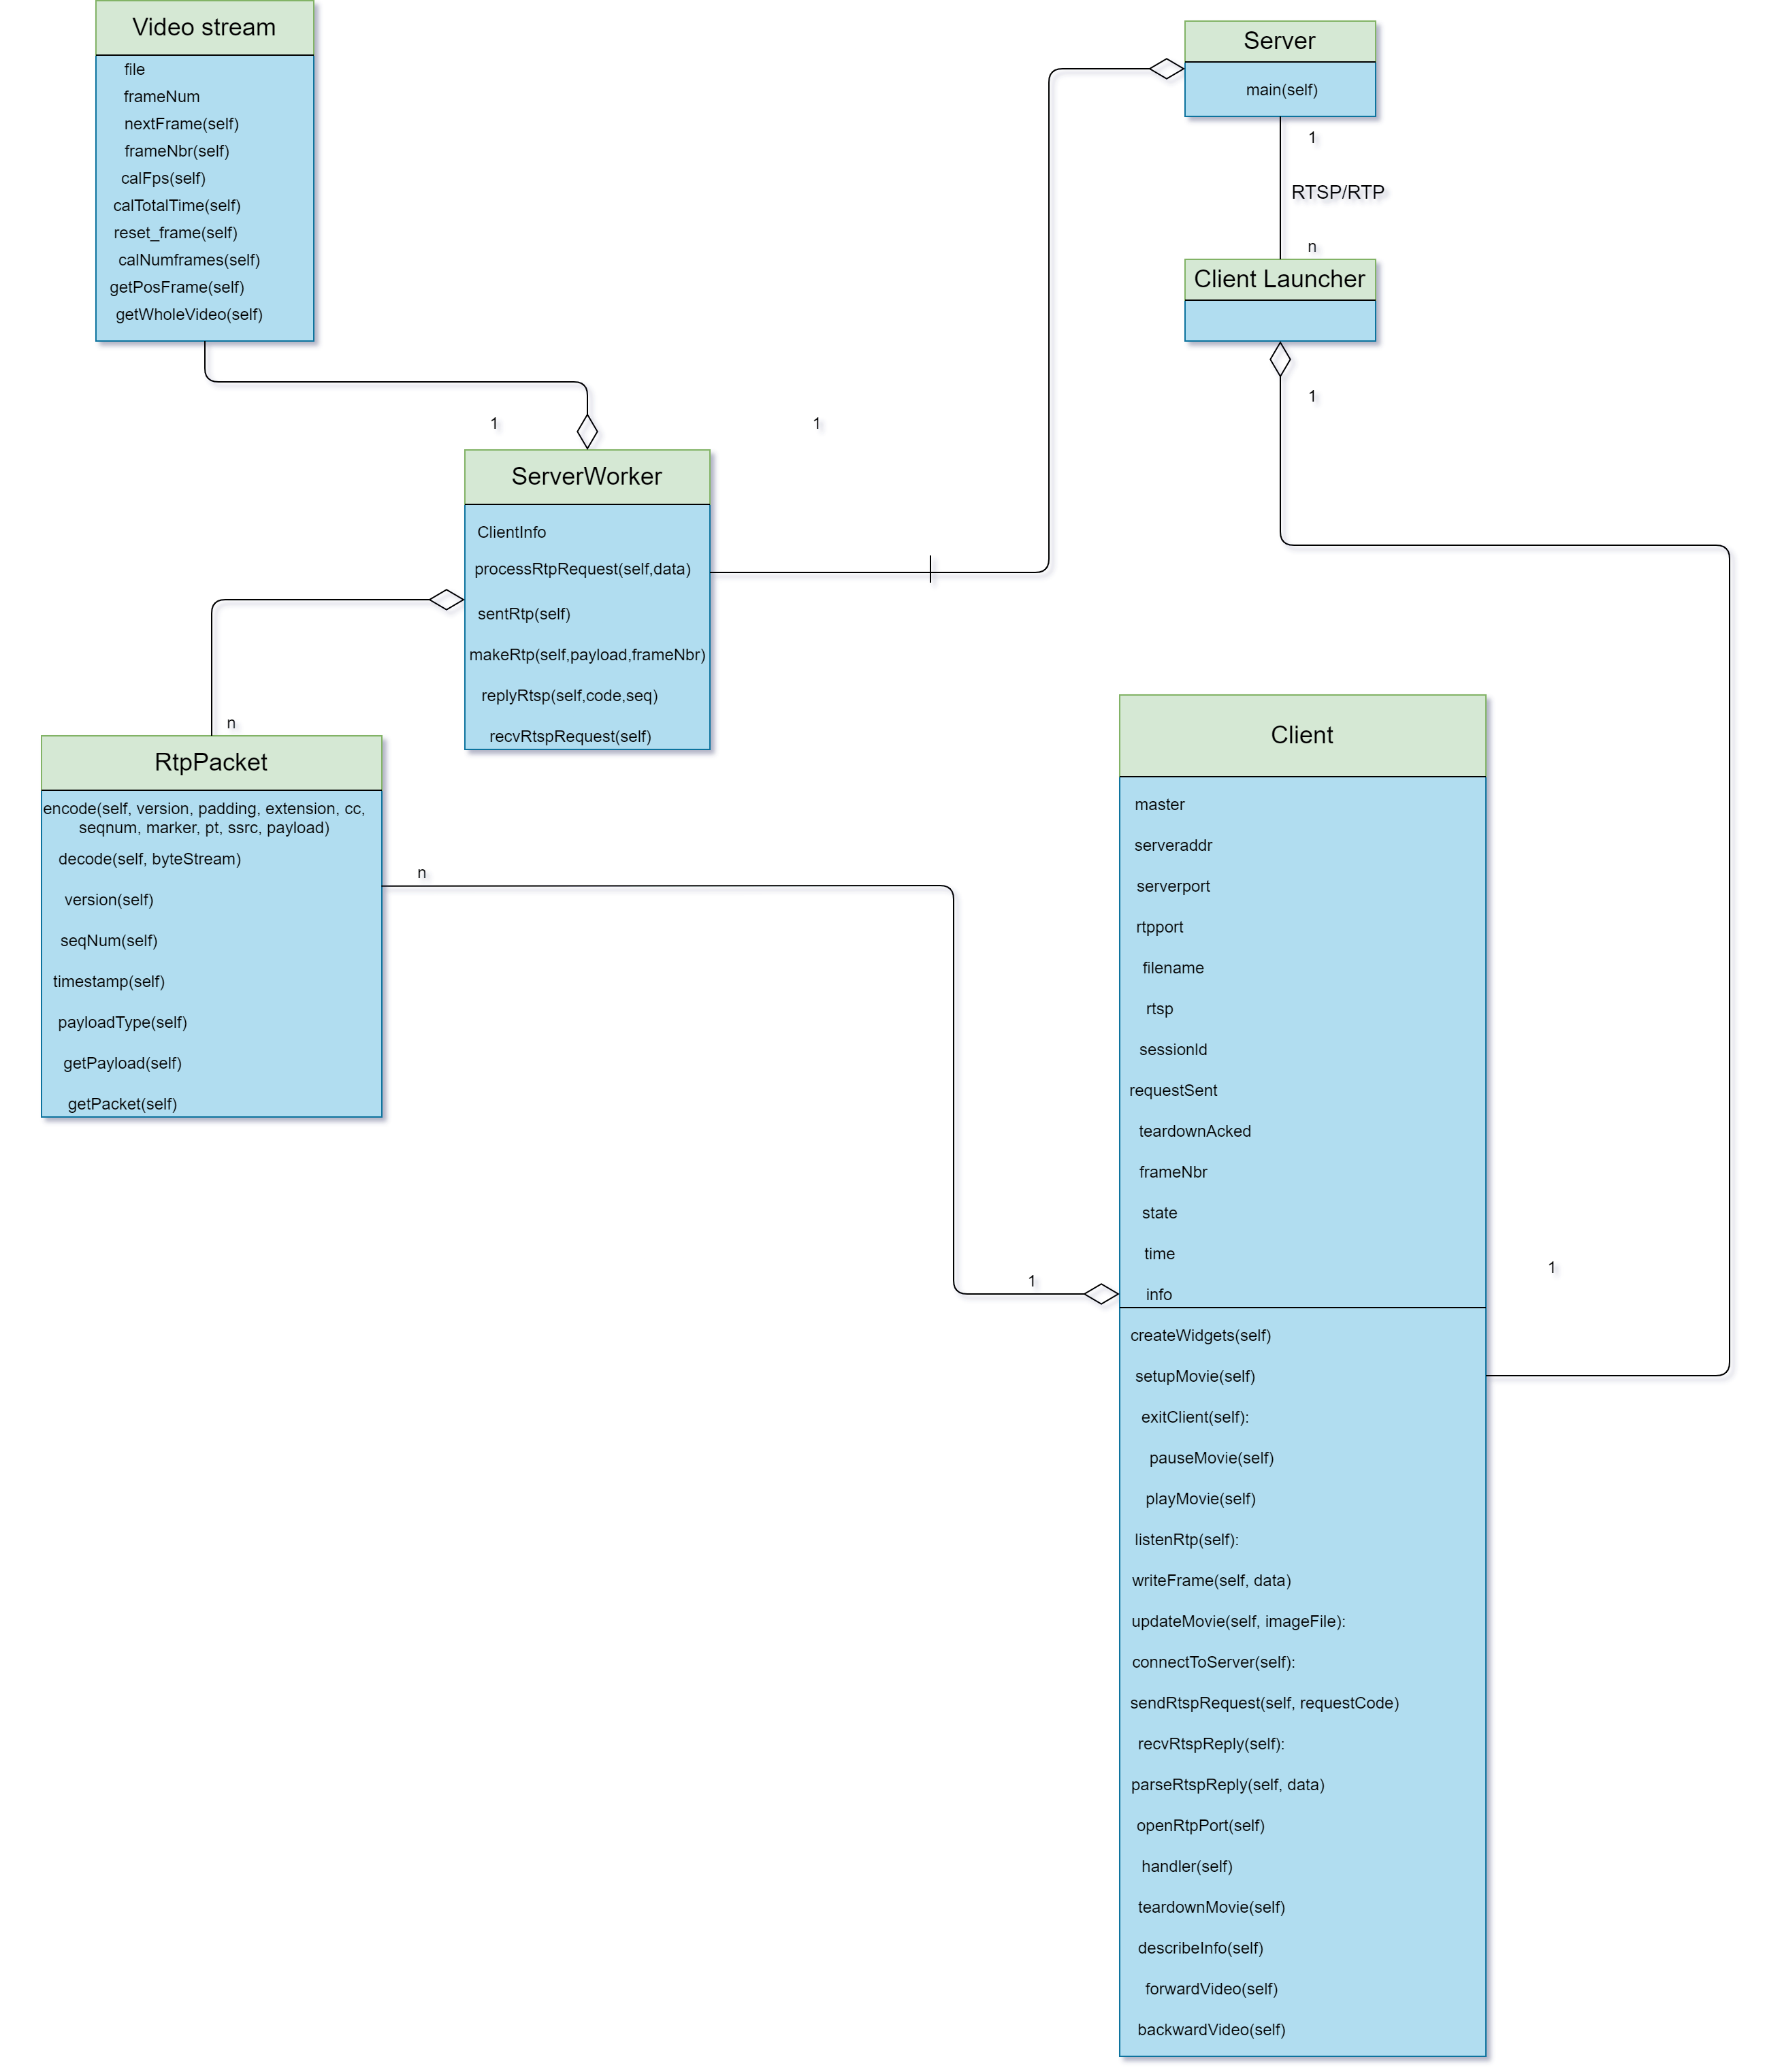 Video stream
file
frameNum
nextFrame(self)
frameNbr(self)
calFps(self)
calTotalTime(self)
reset_frame(self)
calNumframes(self)
getPosFrame(self)
getWholeVideo(self)
Server
main(self)
1
RTSP/RTP
n
Client Launcher
1
1
1
ServerWorker
ClientInfo
processRtpRequest(self,data)
sentRtp(self)
makeRtp(self,payload,frameNbr)
replyRtsp(self,code,seq)
recvRtspRequest(self)
n
RtpPacket
encode(self, version, padding, extension, cc,
seqnum, marker, pt, ssrc, payload)
decode(self, byteStream)
version(self)
seqNum(self)
timestamp(self)
payloadType(self)
getPayload(self)
getPacket(self)
n
1
Client
master
serveraddr
serverport
rtpport
filename
rtsp
sessionId
requestSent
teardownAcked
frameNbr
state
time
info
1
createWidgets(self)
setupMovie(self)
exitClient(self):
pauseMovie(self)
playMovie(self)
listenRtp(self):
writeFrame(self, data)
updateMovie(self, imageFile):
connectToServer(self):
sendRtspRequest(self, requestCode)
recvRtspReply(self):
parseRtspReply(self, data)
openRtpPort(self)
handler(self)
teardownMovie(self)
describeInfo(self)
forwardVideo(self)
backwardVideo(self)